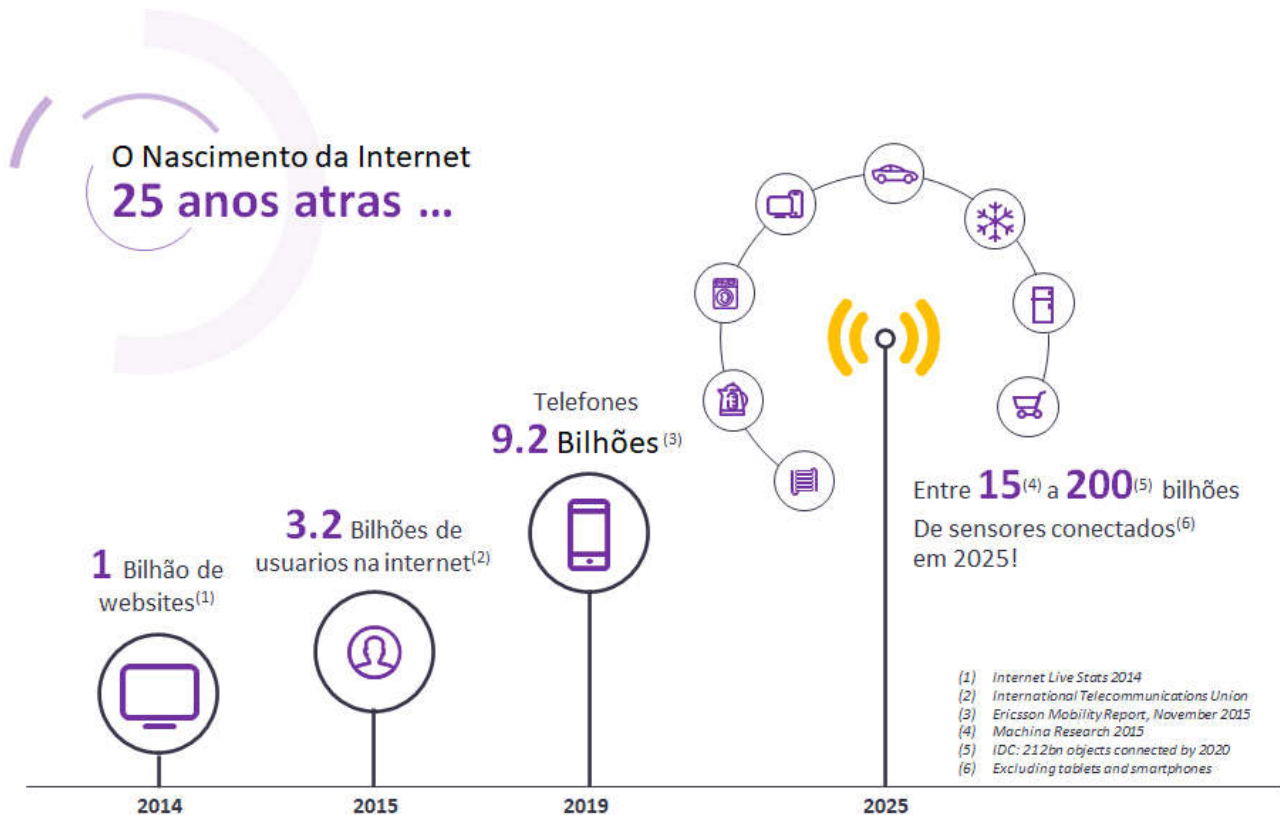 O Nascimento da Internet
25 anos atras ...
1 Bilhão de
websites(1)
3.2 Bilhões de
usuarios na internet(2)
Telefones
9.2 Bilhões (3)
Entre 15(4) a 200(5) bilhões
De sensores conectados(6)
em 2025!
(1) Internet Live Stats 2014
(2) International Telecommunications Union
(3) Ericsson Mobility Report, November 2015
(4) Machina Research 2015
(5) IDC: 212bn objects connected by 2020
(6) Excluding tablets and smartphones
2014
2015
2019
2025